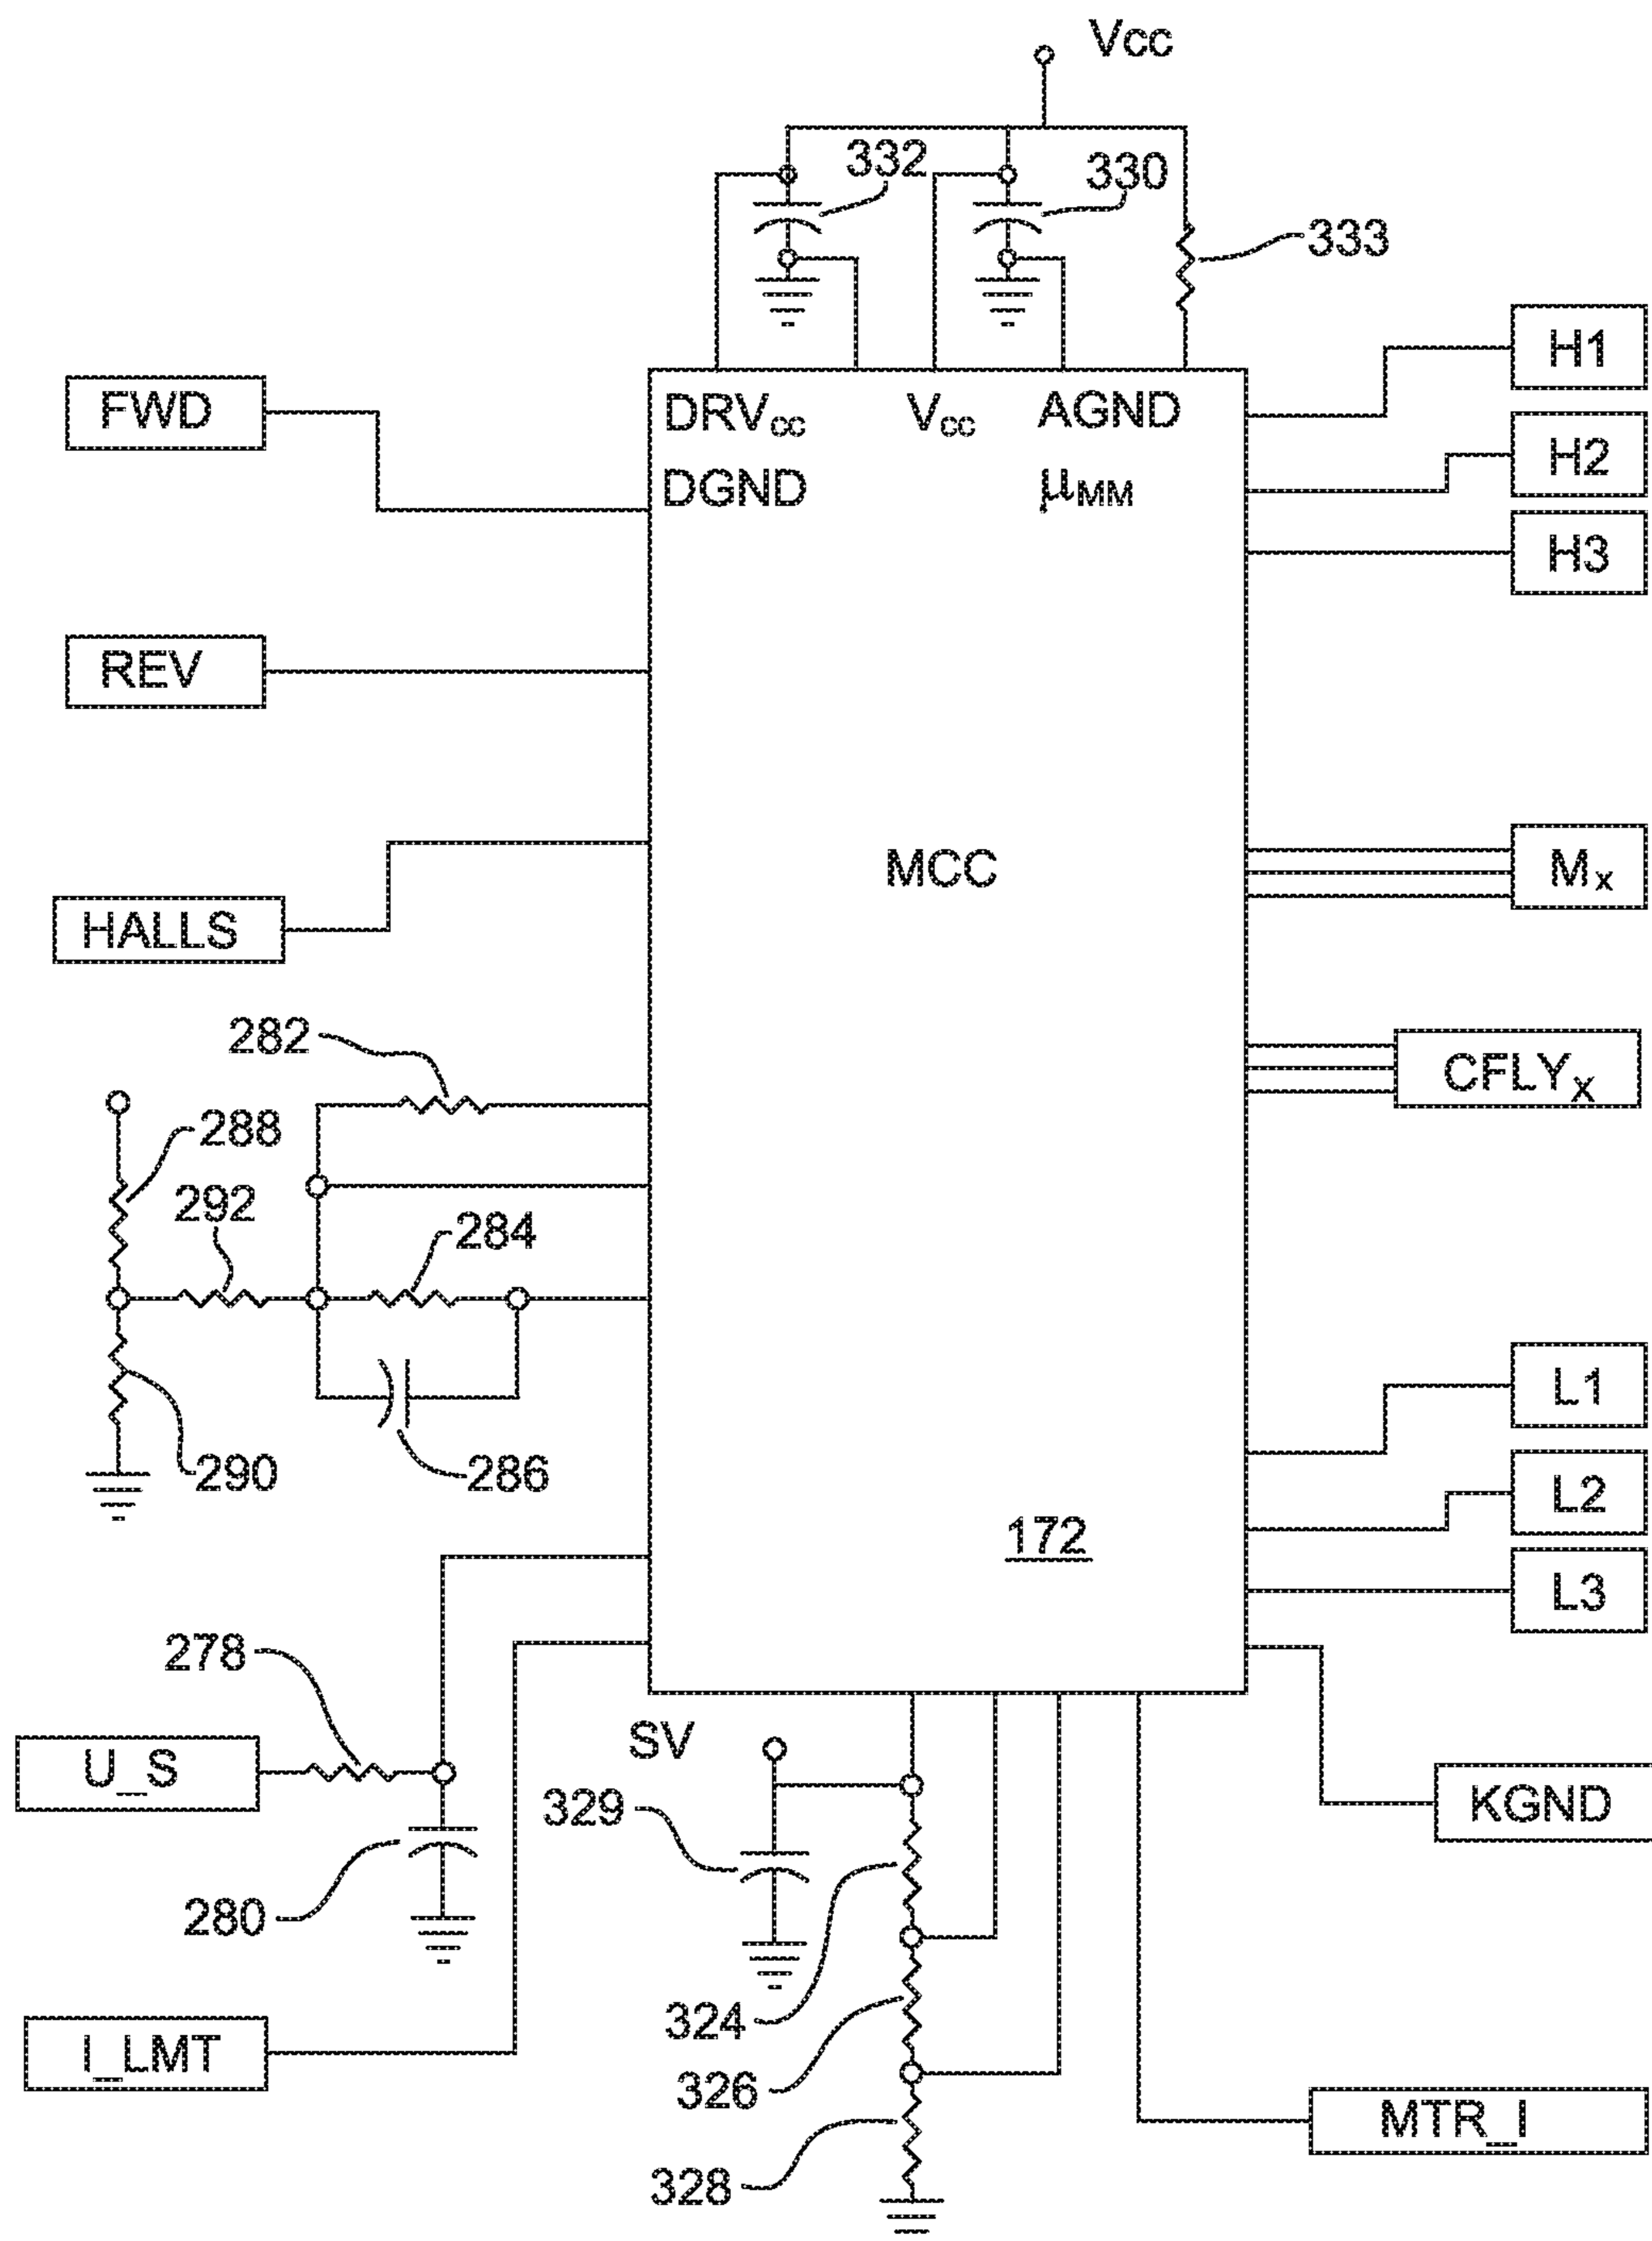 Vcc
332
330
333
H1
FWD
DRVcc
Vcc
AGND
H2
DGND
μMM
H3
REV
MCC
Mx
HALLS
282
CFLYX
288
292
284
290
286
L1
L2
172
L3
278
SV
U_S
329
KGND
280
324
I_LMT
326
MTR_I
328